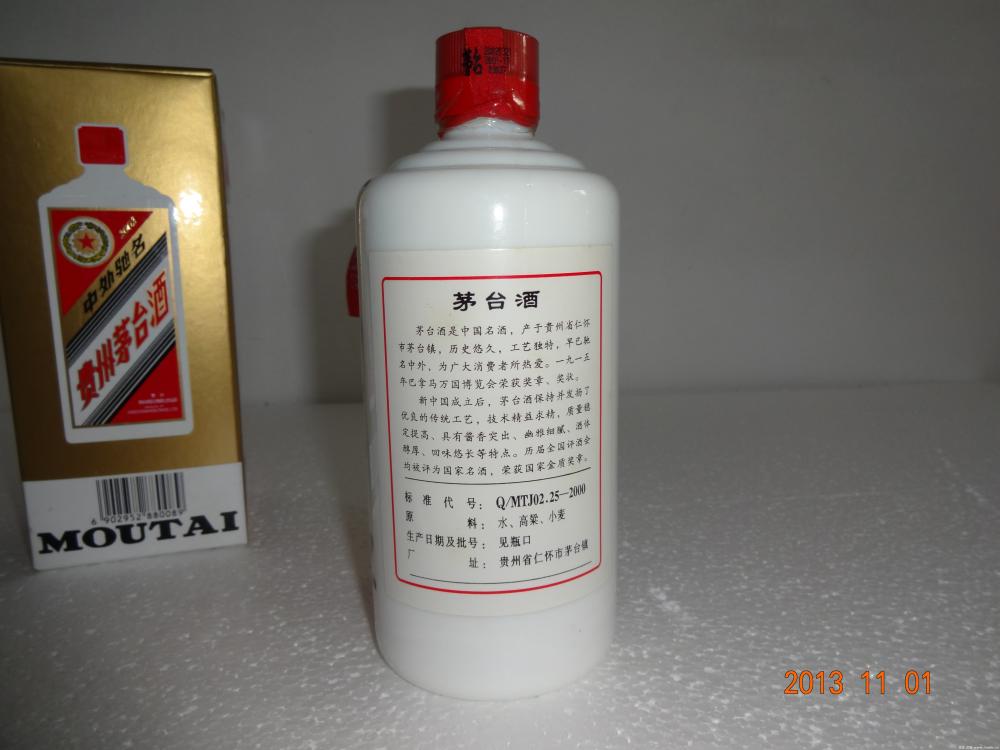 茅台
中外驰名
贵州茅台酒
6 902952 880089
MOUTAI
茅台酒
茅台酒是中国名酒，产于贵州省仁怀
市茅台镇，历史悠久，工艺独特，早已驰
名中外，为广大消费者所热爱。一九一五
年巴拿马万国博览会荣获奖章、奖状。
新中国成立后，茅台酒保持并发扬了
优良的传统工艺，技术精益求精，质量稳
定提高、具有酱香突出、幽雅细腻、酒体
醇厚、回味悠长等特点。历届全国评酒会
均被评为国家名酒，荣获国家金质奖章。
标准代号：Q/MTJ02.25—2000
原料：水、高粱、小麦
生产日期及批号：见瓶口
厂址：贵州省仁怀市茅台镇
2013 11 01